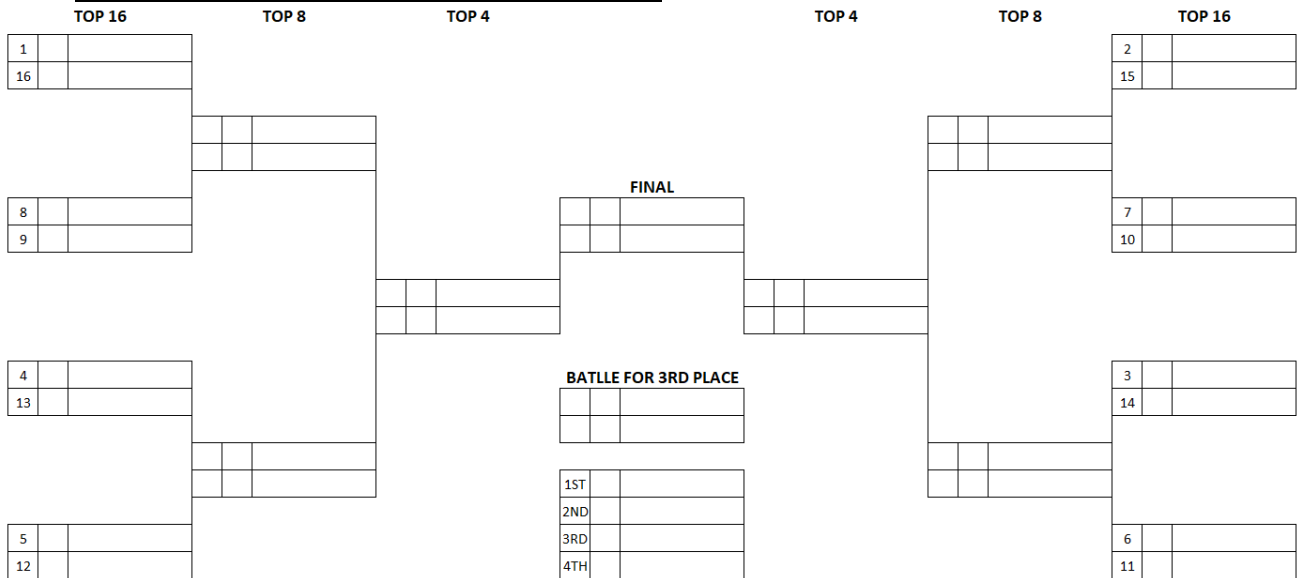 TOP 16 TOP 8 TOP 4 TOP 4 TOP 8 TOP 16
1 2
16 15
FINAL
8 7
9 10
4 3
BATLLE FOR 3RD PLACE
13 14
1ST
2ND
5 3RD 6
12 4TH 11